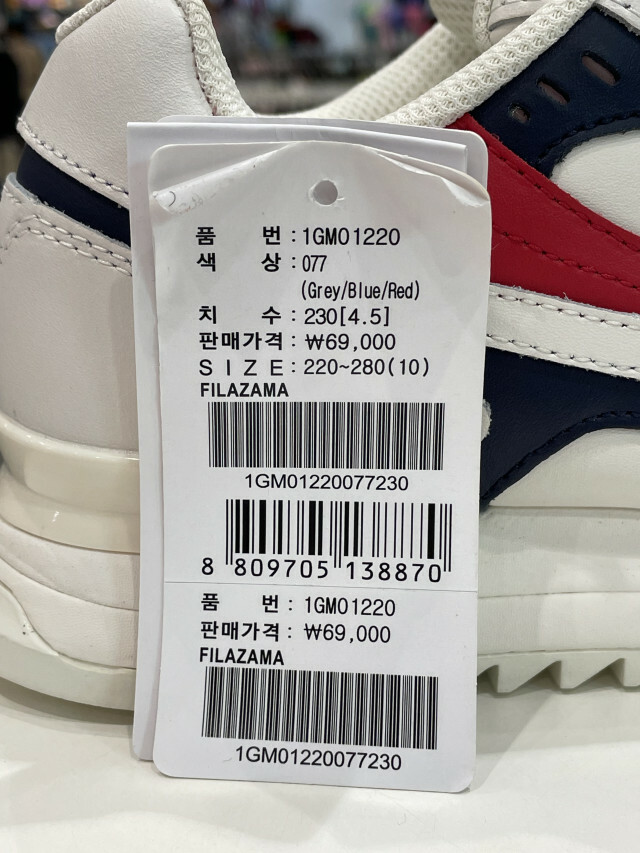 품 번 : 1GM01220
색 상 : 077
(Grey/Blue/Red)
치 수 : 230[4.5]
판매가격 : ₩69,000
SIZE : 220~280(10)
FILAZAMA
1GM01220077230
8 809705 138870
품 번 : 1GM01220
판매가격 : ₩69,000
FILAZAMA
1GM01220077230